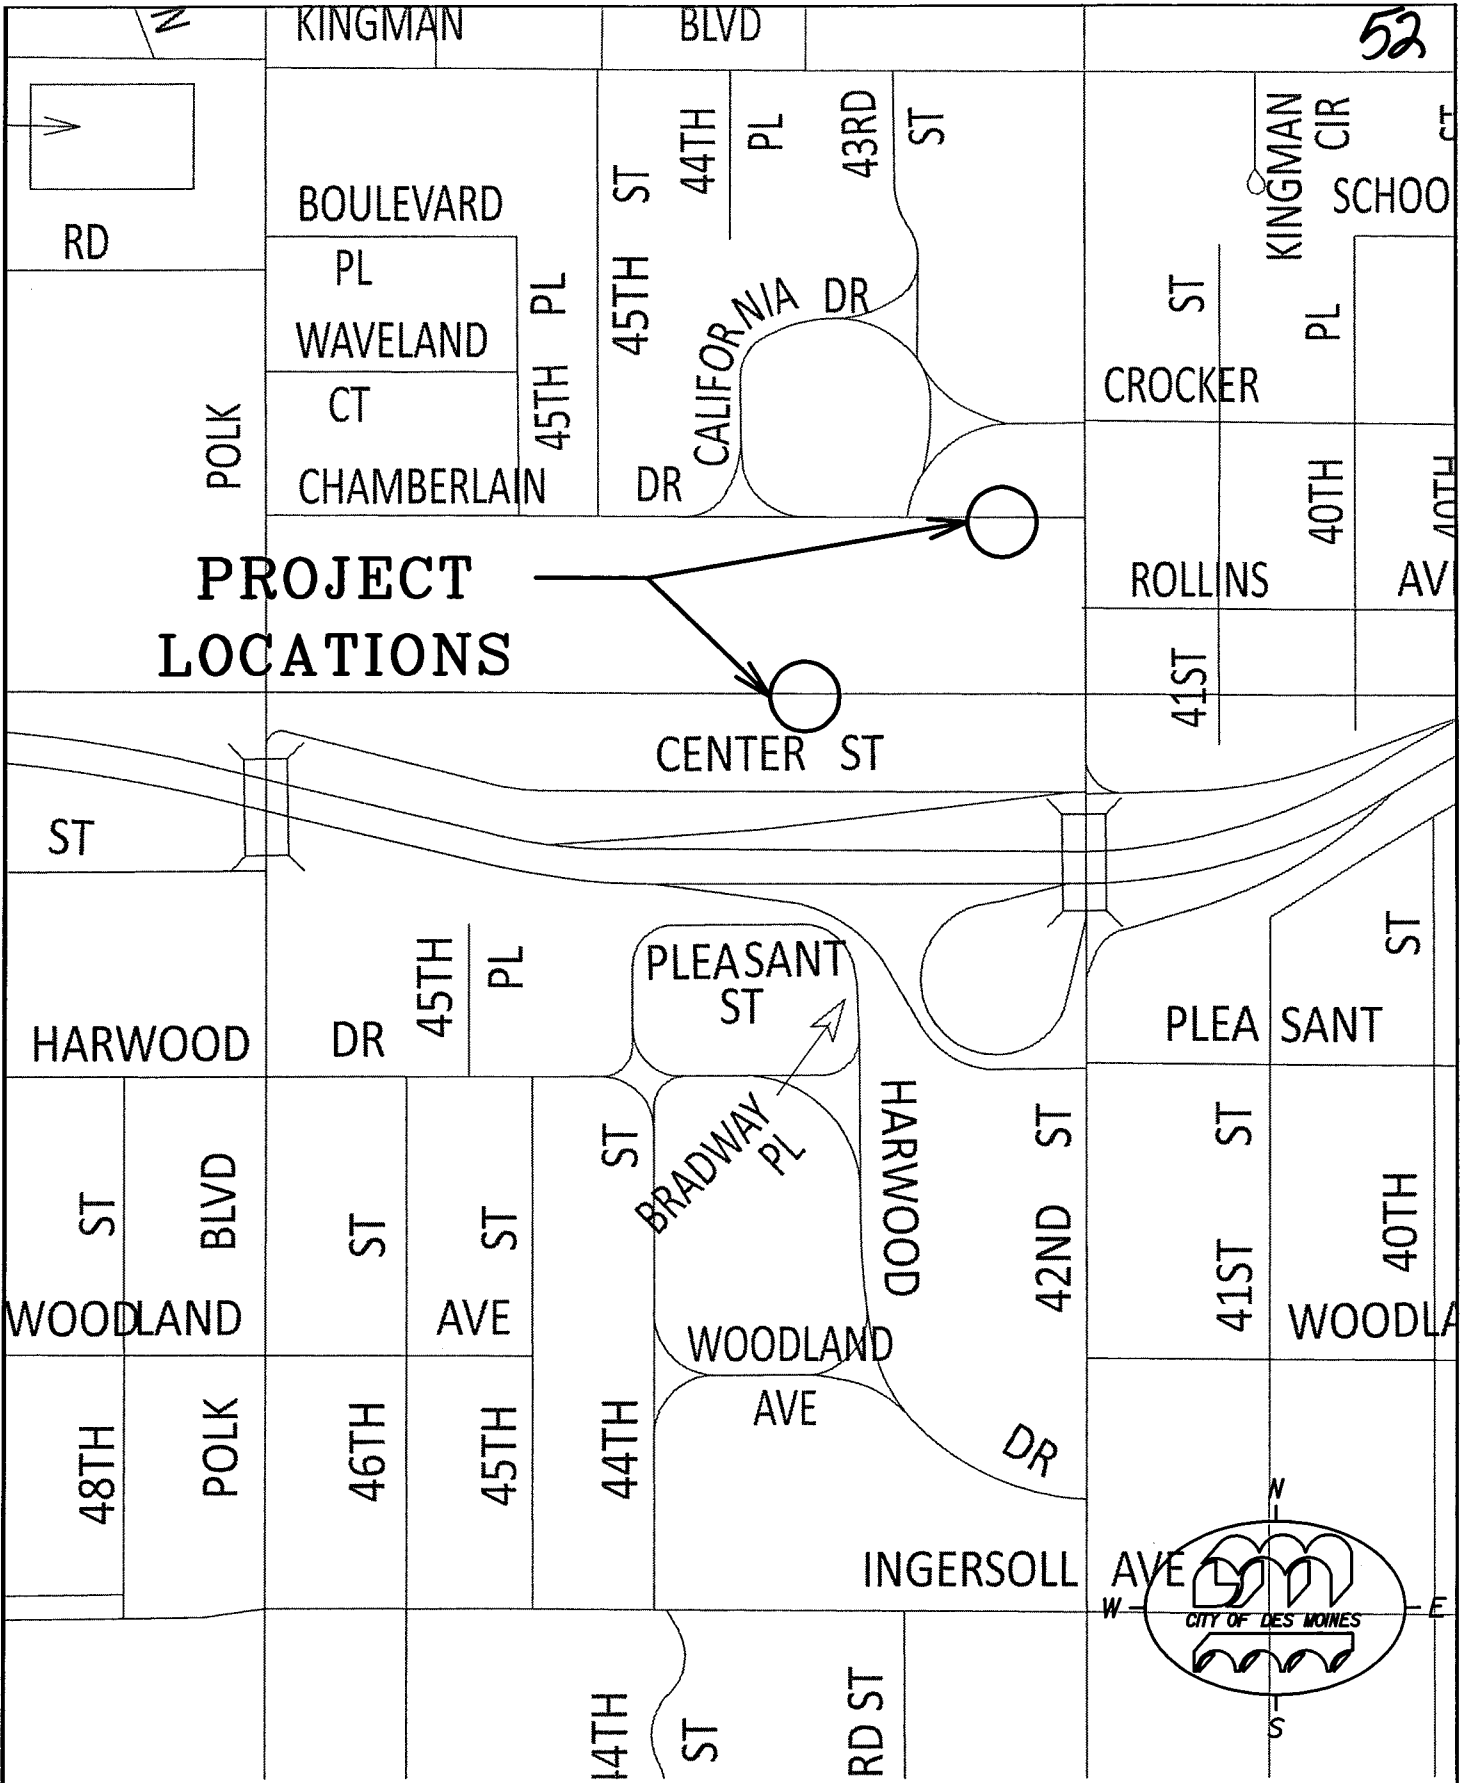 52
KINGMAN BLVD
N
44TH PL
43RD ST
KINGMAN CIR
CT
SCHOO
BOULEVARD PL
RD
45TH ST
45TH PL
WAVELAND CT
CALIFORNIA DR
POLK
CHAMBERLAIN DR
ST
CROCKER
PL
40TH
40TH
PROJECT
LOCATIONS
ROLLINS AV
41ST
CENTER ST
ST
45TH PL
PLEASANT
ST
HARWOOD DR
PLEA SANT
ST
BRADWAY
PL
HARWOOD
ST
BLVD
ST
ST
ST
42ND ST
41ST ST
40TH
WOODLAND AVE
WOODLAND
AVE
WOODLA
48TH
POLK
46TH
45TH
44TH
DR
INGERSOLL AVE
N
W
E
S
CITY OF DES MOINES
44TH ST
RD ST